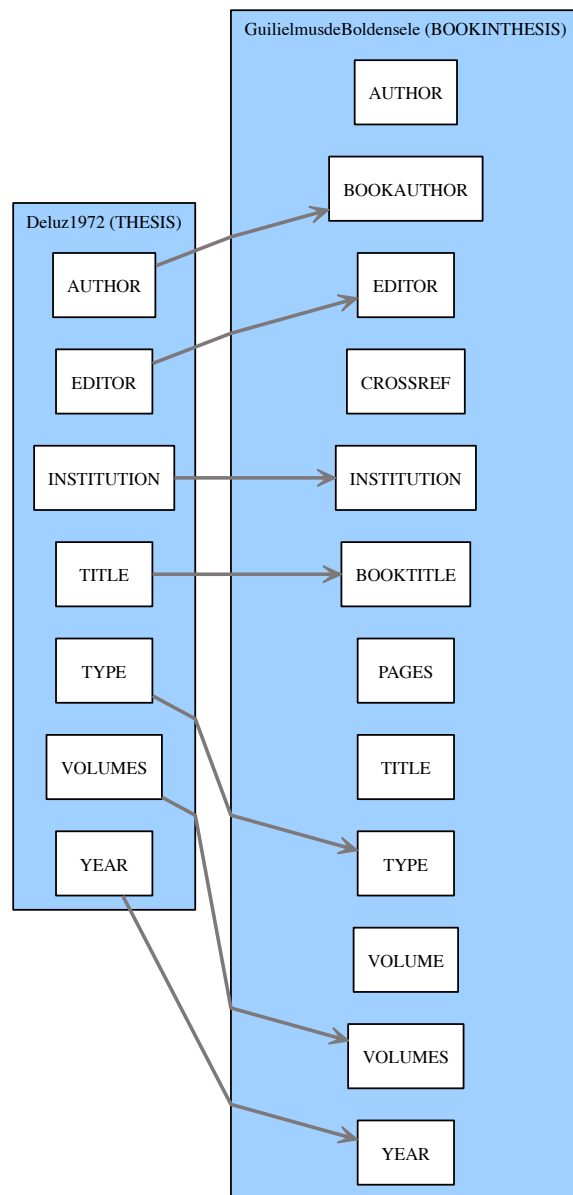 Deluz1972 (THESIS)
AUTHOR
EDITOR
INSTITUTION
TITLE
TYPE
VOLUMES
YEAR
GuilielmusdeBoldensele (BOOKINTHESIS)
AUTHOR
BOOKAUTHOR
EDITOR
CROSSREF
INSTITUTION
BOOKTITLE
PAGES
TITLE
TYPE
VOLUME
VOLUMES
YEAR